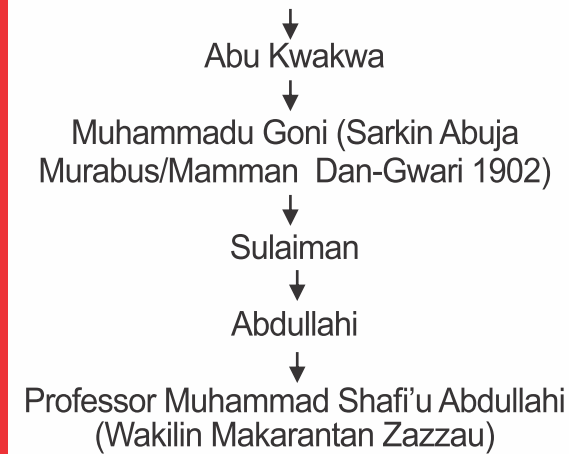 Abu Kwakwa
Muhammadu Goni (Sarkin Abuja
Murabus/Mamman Dan-Gwari 1902)
Sulaiman
Abdullahi
Professor Muhammad Shafi’u Abdullahi
(Wakilin Makarantan Zazzau)